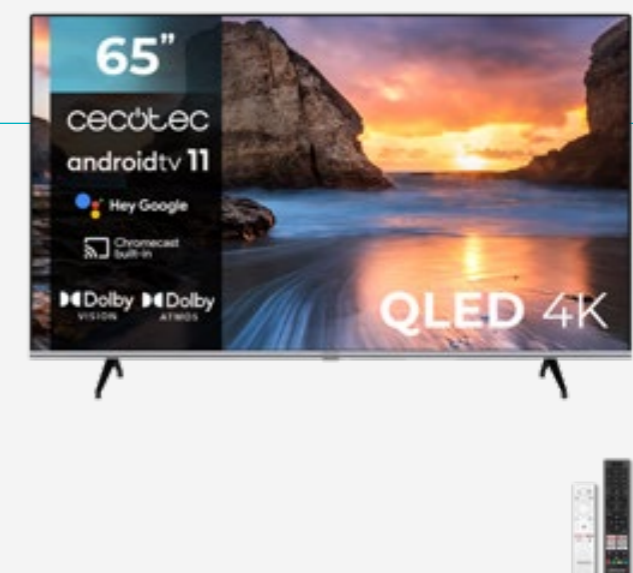 65”
cecotec
androidtv 11
Hey Google
Chromecast
built-in
Dolby
VISION
Dolby
ATMOS
QLED 4K